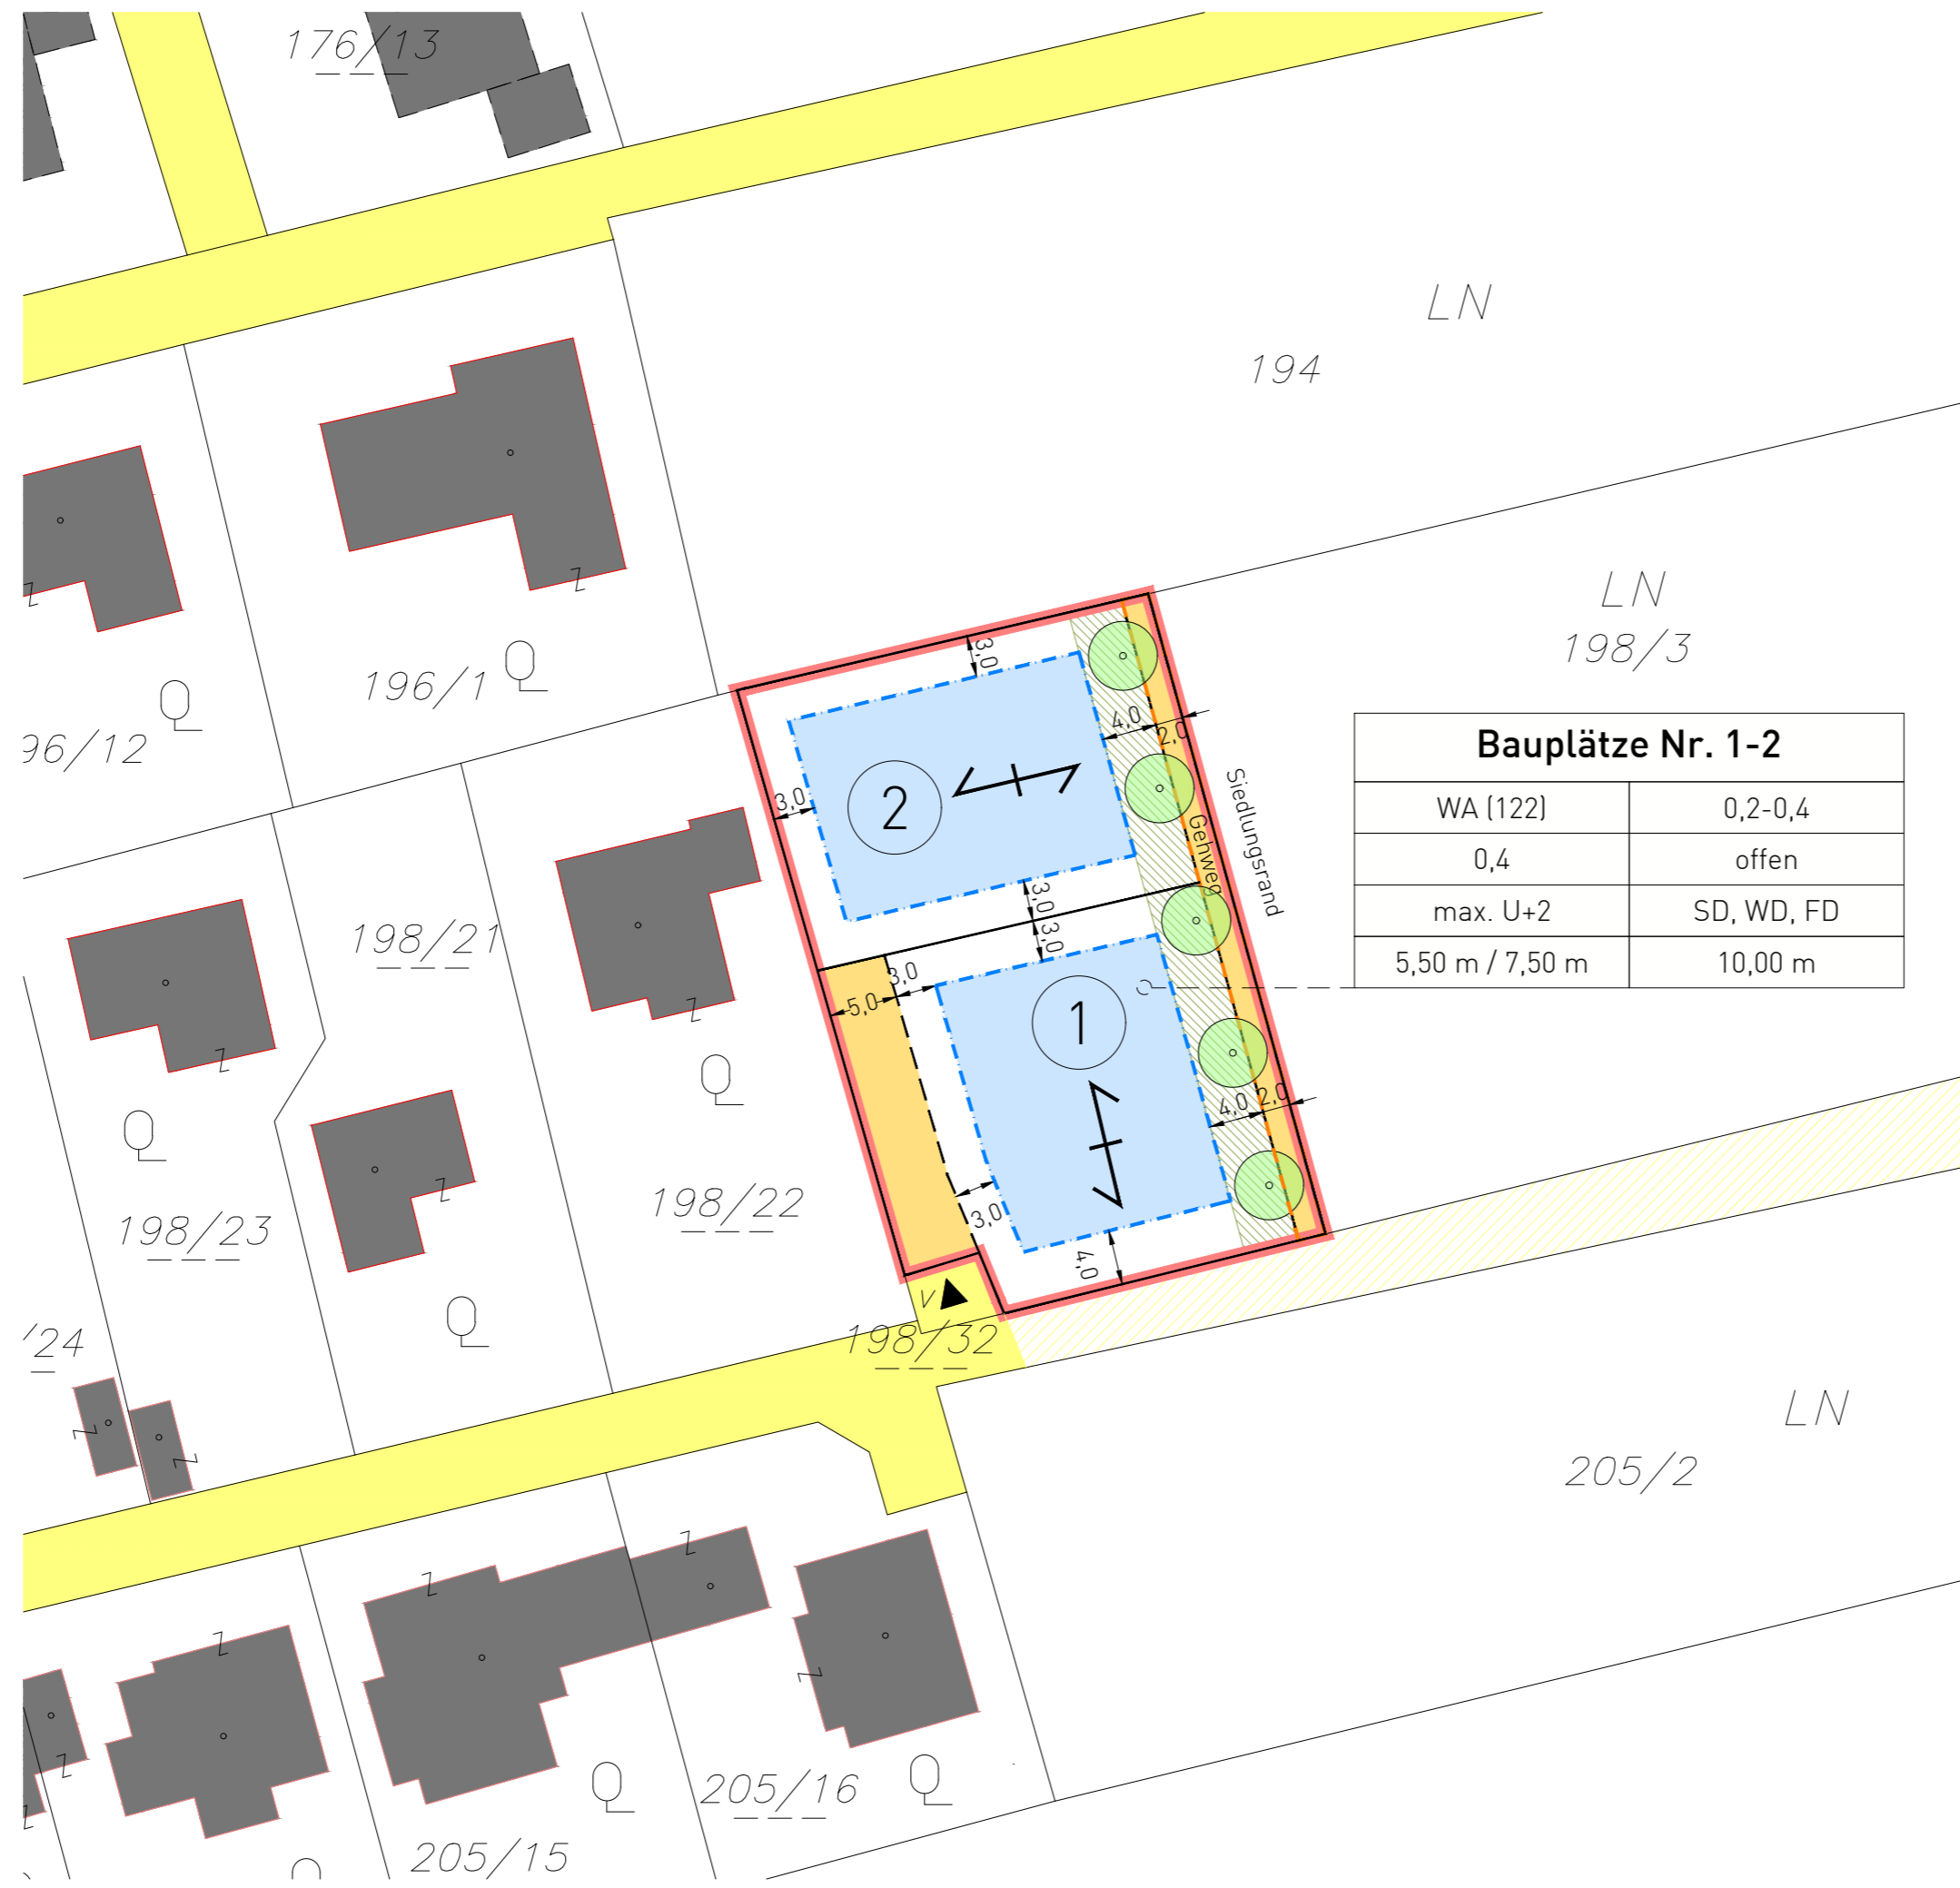 176/13
LN
194
LN
198/3
196/1
96/12
3,0
4,0
2,0
Siedlungsrand
Gehweg
3,0
2
3,0
3,0
Bauplätze Nr. 1-2
WA (122) 0,2-0,4
0,4 offen
max. U+2 SD, WD, FD
5,50 m / 7,50 m 10,00 m
198/21
3,0
5,0
1
4,0
2,0
198/22
198/23
3,0
4,0
V
198/32
/24
LN
205/2
205/16
205/15